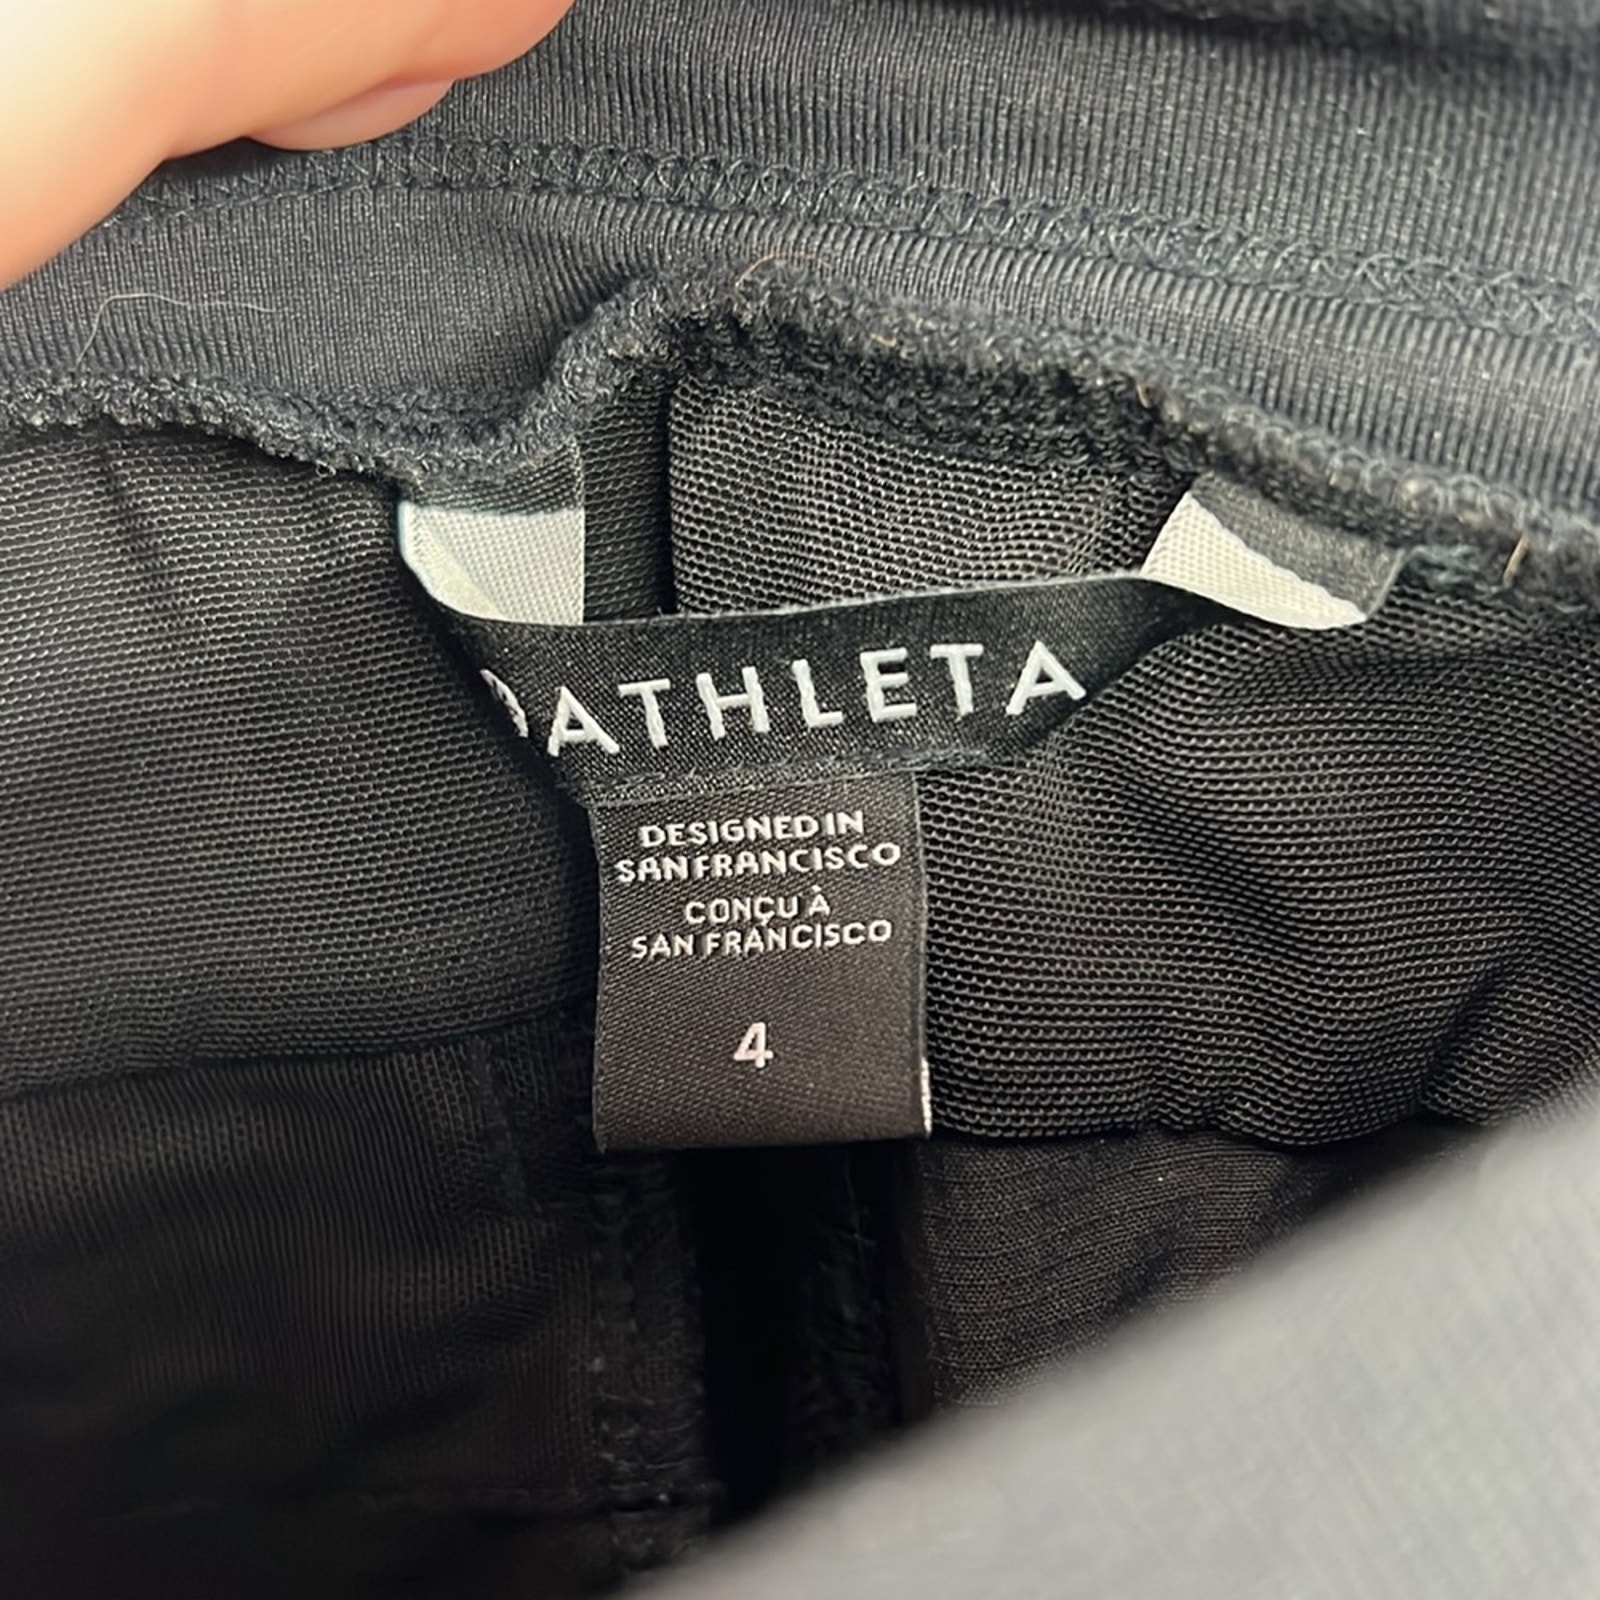 ATHLETA
DESIGNED IN
SAN FRANCISCO
CONÇU À
SAN FRANCISCO
4